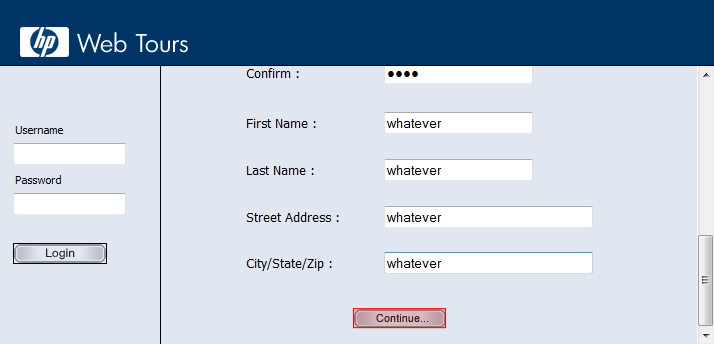 hp Web Tours
Username
Password
Login
Confirm : ••••
First Name : whatever
Last Name : whatever
Street Address : whatever
City/State/Zip : whatever
Continue...